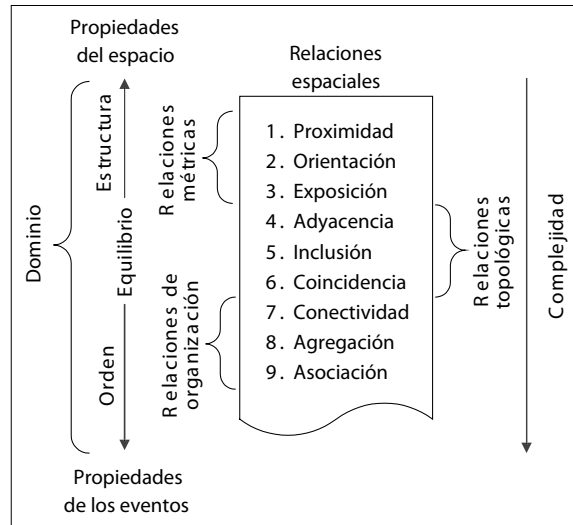 Propiedades
del espacio
Relaciones
espaciales
Dominio
Estructura
Equilibrio
Orden
Relaciones
métricas
1. Proximidad
2. Orientación
3. Exposición
4. Adyacencia
5. Inclusión
6. Coincidencia
7. Conectividad
8. Agregación
9. Asociación
Relaciones de
organización
Relaciones
topológicas
Complejidad
Propiedades
de los eventos